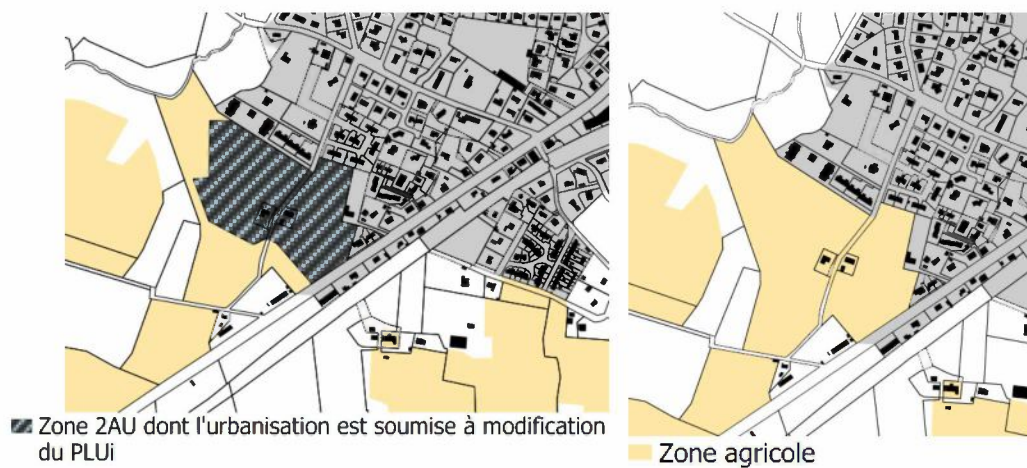 Zone 2AU dont l'urbanisation est soumise à modification
du PLUi
Zone agricole